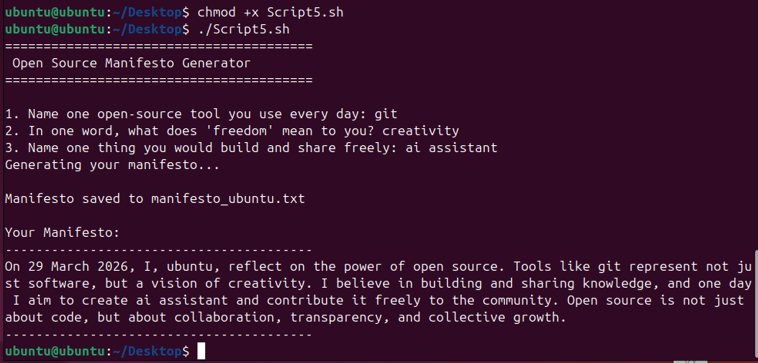 ubuntu@ubuntu:~/Desktop$ chmod +x Script5.sh
ubuntu@ubuntu:~/Desktop$ ./Script5.sh
========================================
 Open Source Manifesto Generator
========================================
1. Name one open-source tool you use every day: git
2. In one word, what does 'freedom' mean to you? creativity
3. Name one thing you would build and share freely: ai assistant
Generating your manifesto...
Manifesto saved to manifesto_ubuntu.txt
Your Manifesto:
----------------------------------------
On 29 March 2026, I, ubuntu, reflect on the power of open source. Tools like git represent not ju
st software, but a vision of creativity. I believe in building and sharing knowledge, and one day
 I aim to create ai assistant and contribute it freely to the community. Open source is not just
about code, but about collaboration, transparency, and collective growth.
----------------------------------------
ubuntu@ubuntu:~/Desktop$